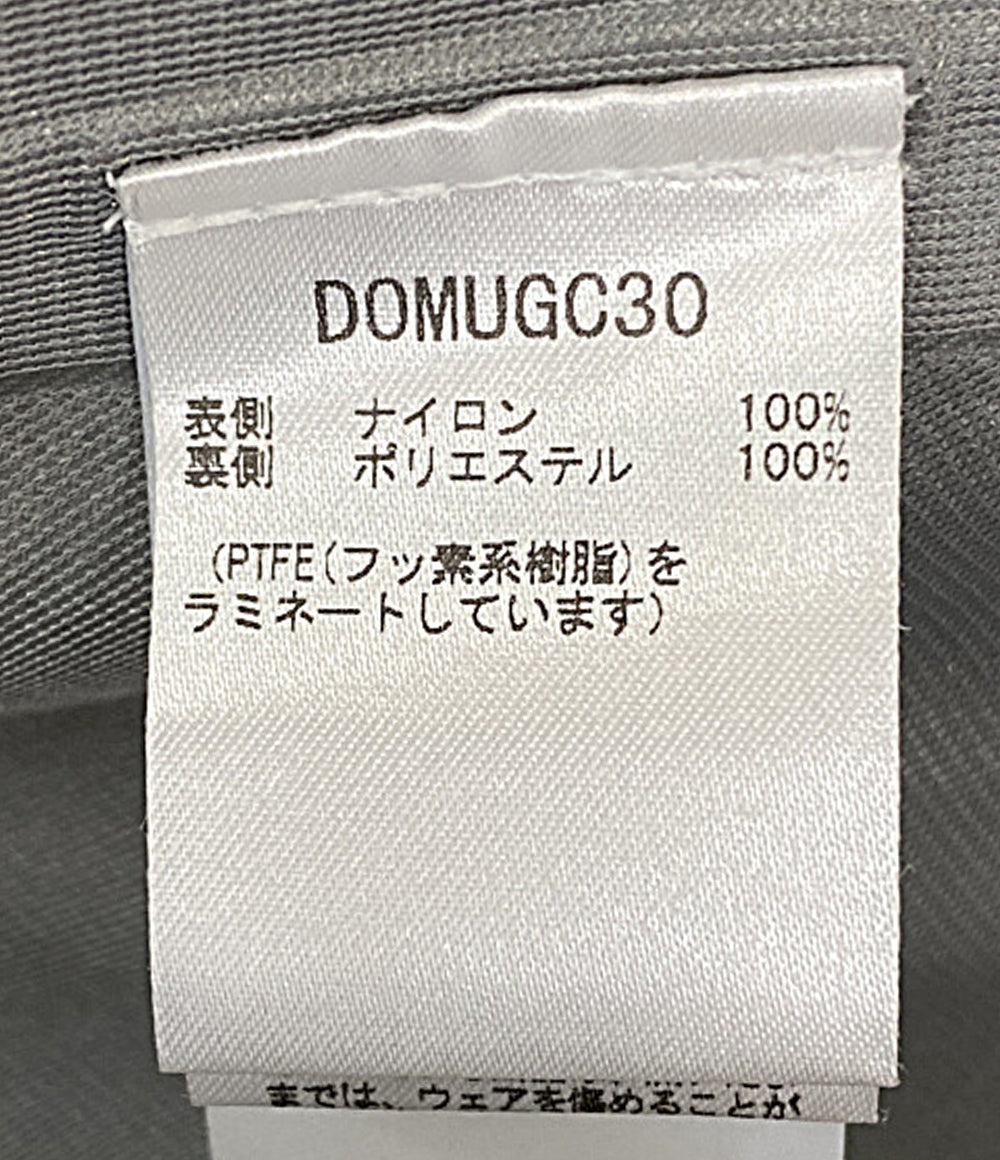 DOMUGC30
表側 ナイロン 100%
裏側 ポリエステル 100%
(PTFE(フッ素系樹脂)を
ラミネートしています)
までは、ウェアを傷めることが